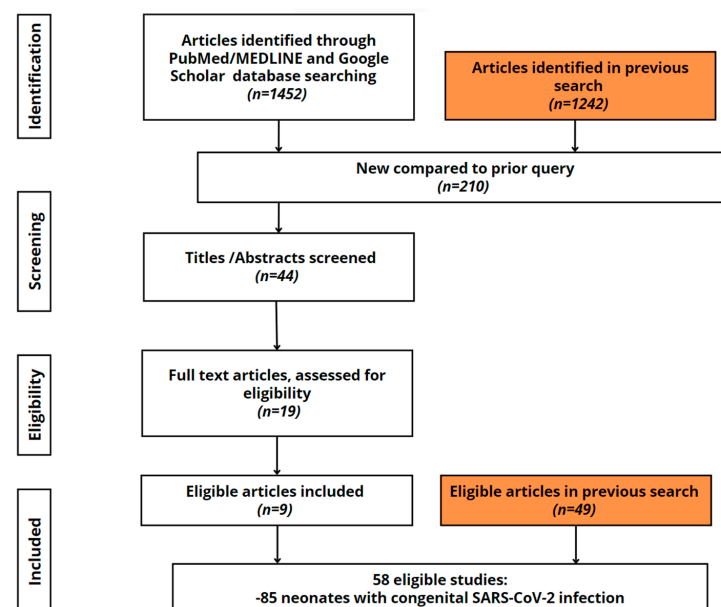 Identification
Articles identified through
PubMed/MEDLINE and Google
Scholar database searching
(n=1452)
Articles identified in previous
search
(n=1242)
New compared to prior query
(n=210)
Screening
Titles /Abstracts screened
(n=44)
Eligibility
Full text articles, assessed for
eligibility
(n=19)
Included
Eligible articles included
(n=9)
Eligible articles in previous search
(n=49)
58 eligible studies:
-85 neonates with congenital SARS-CoV-2 infection